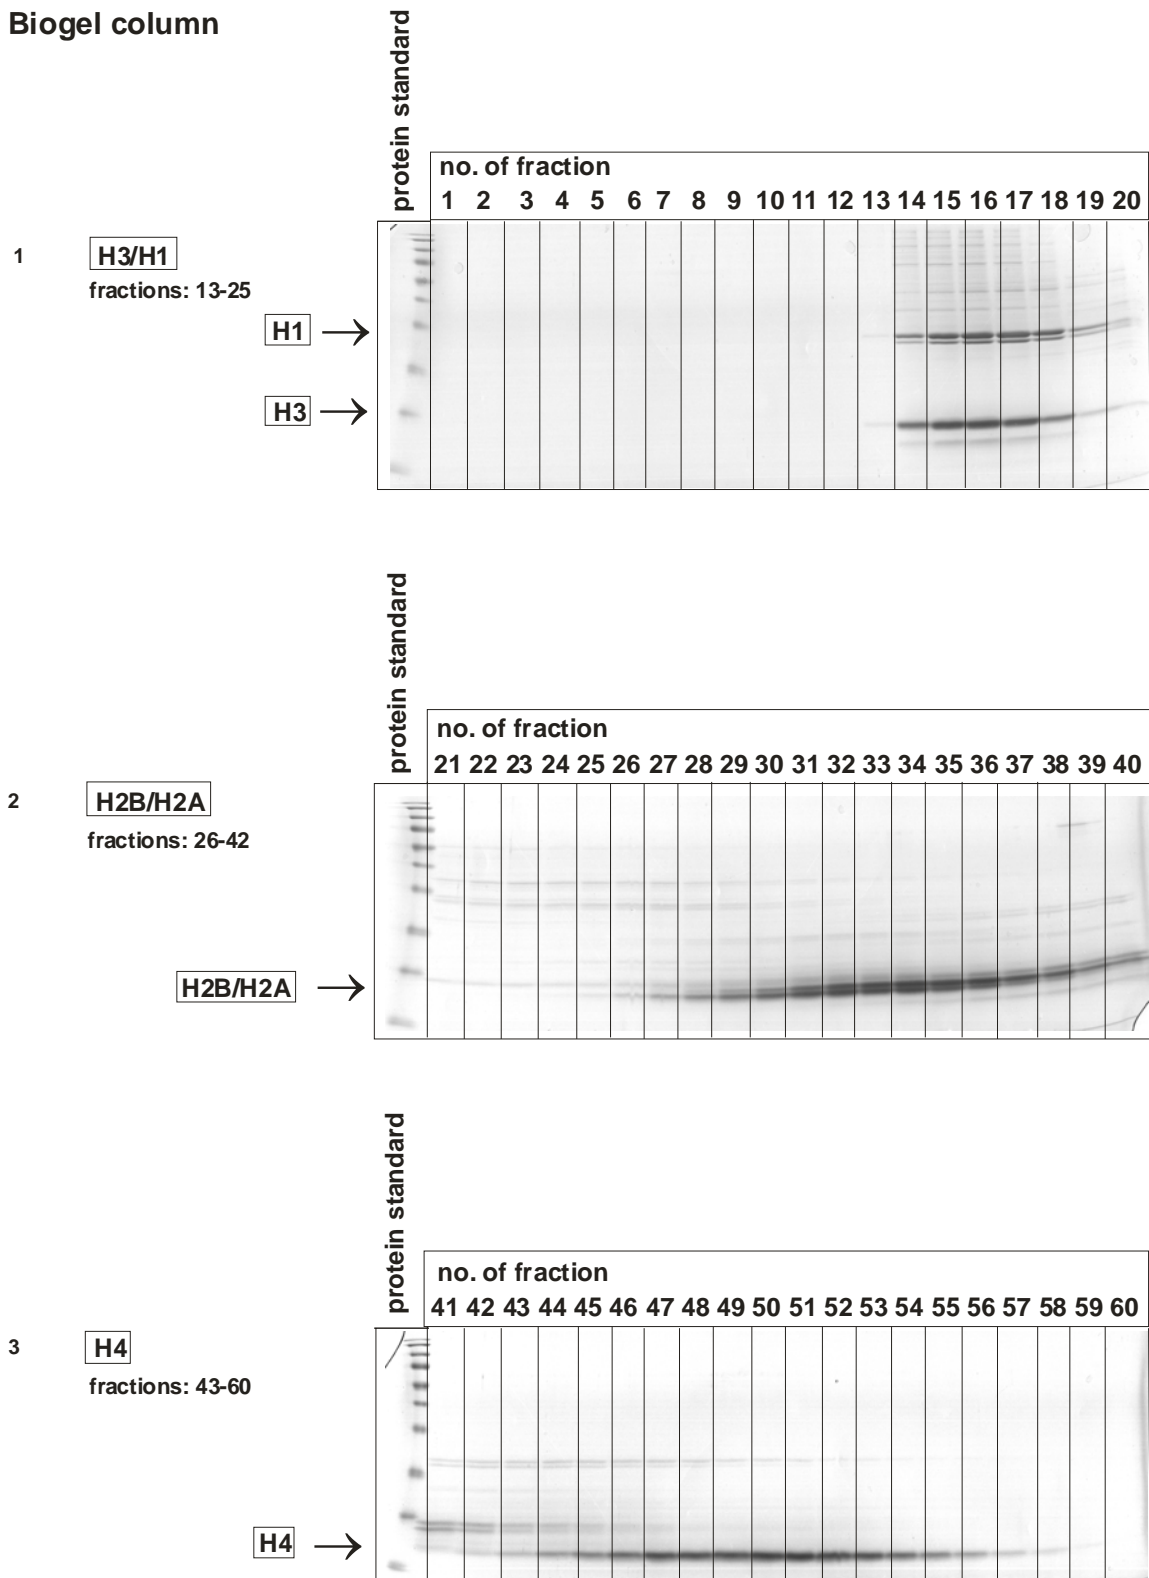 Biogel column
protein standard
no. of fraction
1 2 3 4 5 6 7 8 9 10 11 12 13 14 15 16 17 18 19 20
1
H3/H1
fractions: 13-25
H1
H3
protein standard
no. of fraction
21 22 23 24 25 26 27 28 29 30 31 32 33 34 35 36 37 38 39 40
2
H2B/H2A
fractions: 26-42
H2B/H2A
protein standard
no. of fraction
41 42 43 44 45 46 47 48 49 50 51 52 53 54 55 56 57 58 59 60
3
H4
fractions: 43-60
H4